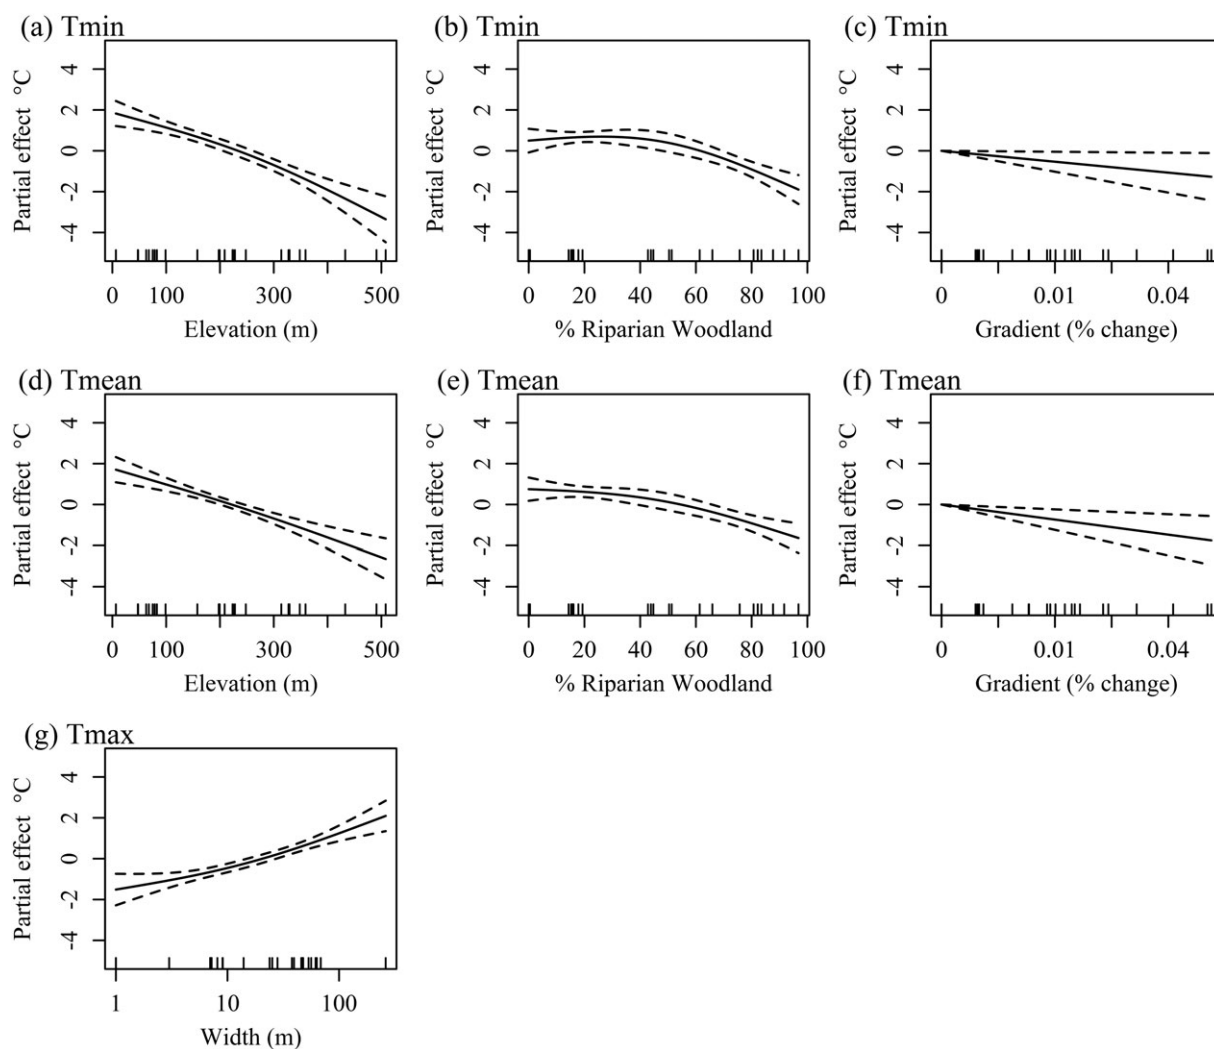 (a) Tmin
Partial effect °C
4
2
0
-2
-4
0 100 300 500
Elevation (m)
(b) Tmin
Partial effect °C
4
2
0
-2
-4
0 20 40 60 80 100
% Riparian Woodland
(c) Tmin
Partial effect °C
4
2
0
-2
-4
0 0.01 0.04
Gradient (% change)
(d) Tmean
Partial effect °C
4
2
0
-2
-4
0 100 300 500
Elevation (m)
(e) Tmean
Partial effect °C
4
2
0
-2
-4
0 20 40 60 80 100
% Riparian Woodland
(f) Tmean
Partial effect °C
4
2
0
-2
-4
0 0.01 0.04
Gradient (% change)
(g) Tmax
Partial effect °C
4
2
0
-2
-4
1 10 100
Width (m)